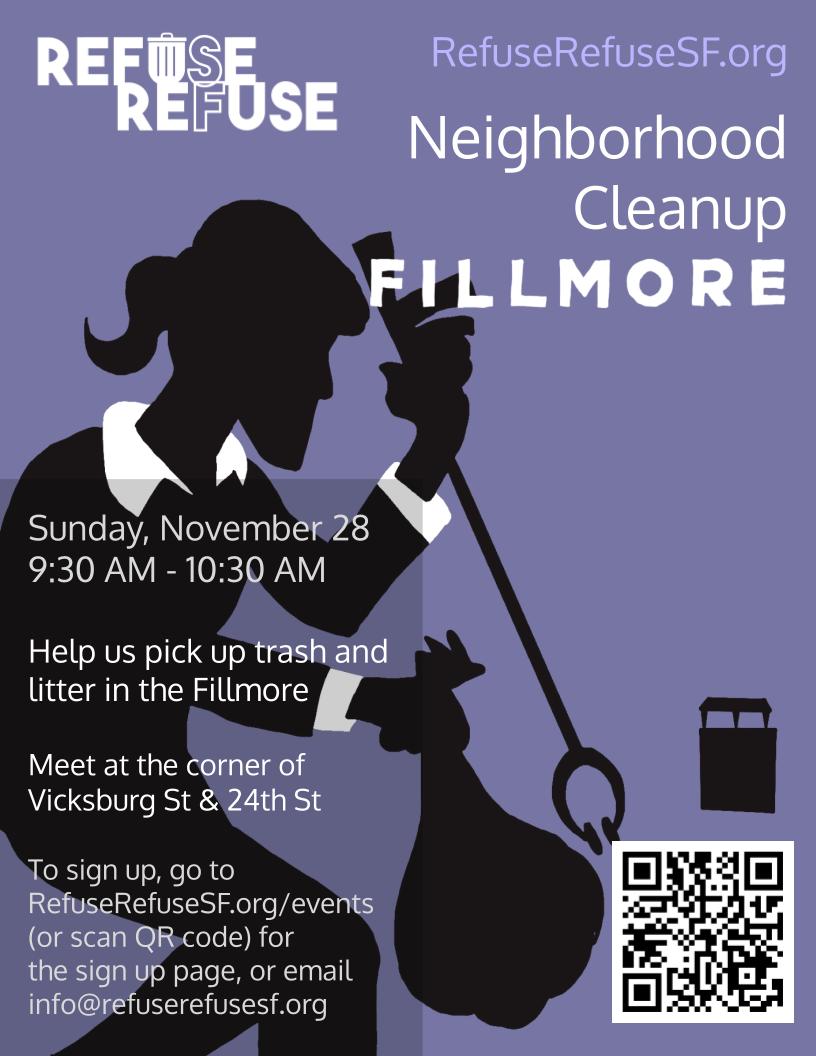 REFUSE
REFUSE
RefuseRefuseSF.org
Neighborhood
Cleanup
FILLMORE
Sunday, November 28
9:30 AM - 10:30 AM
Help us pick up trash and
litter in the Fillmore
Meet at the corner of
Vicksburg St & 24th St
To sign up, go to
RefuseRefuseSF.org/events
(or scan QR code) for
the sign up page, or email
info@refuserefusesf.org